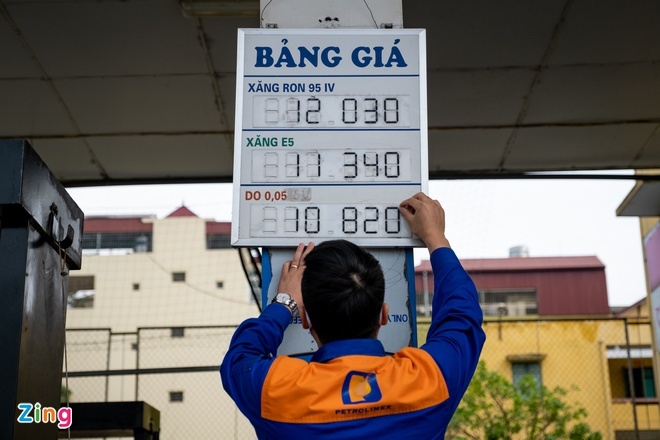 BẢNG GIÁ
XĂNG RON 95 IV
12 030
XĂNG E5
11 340
DO 0,05
10 820
ONLY
PETROLIMEX
Zing